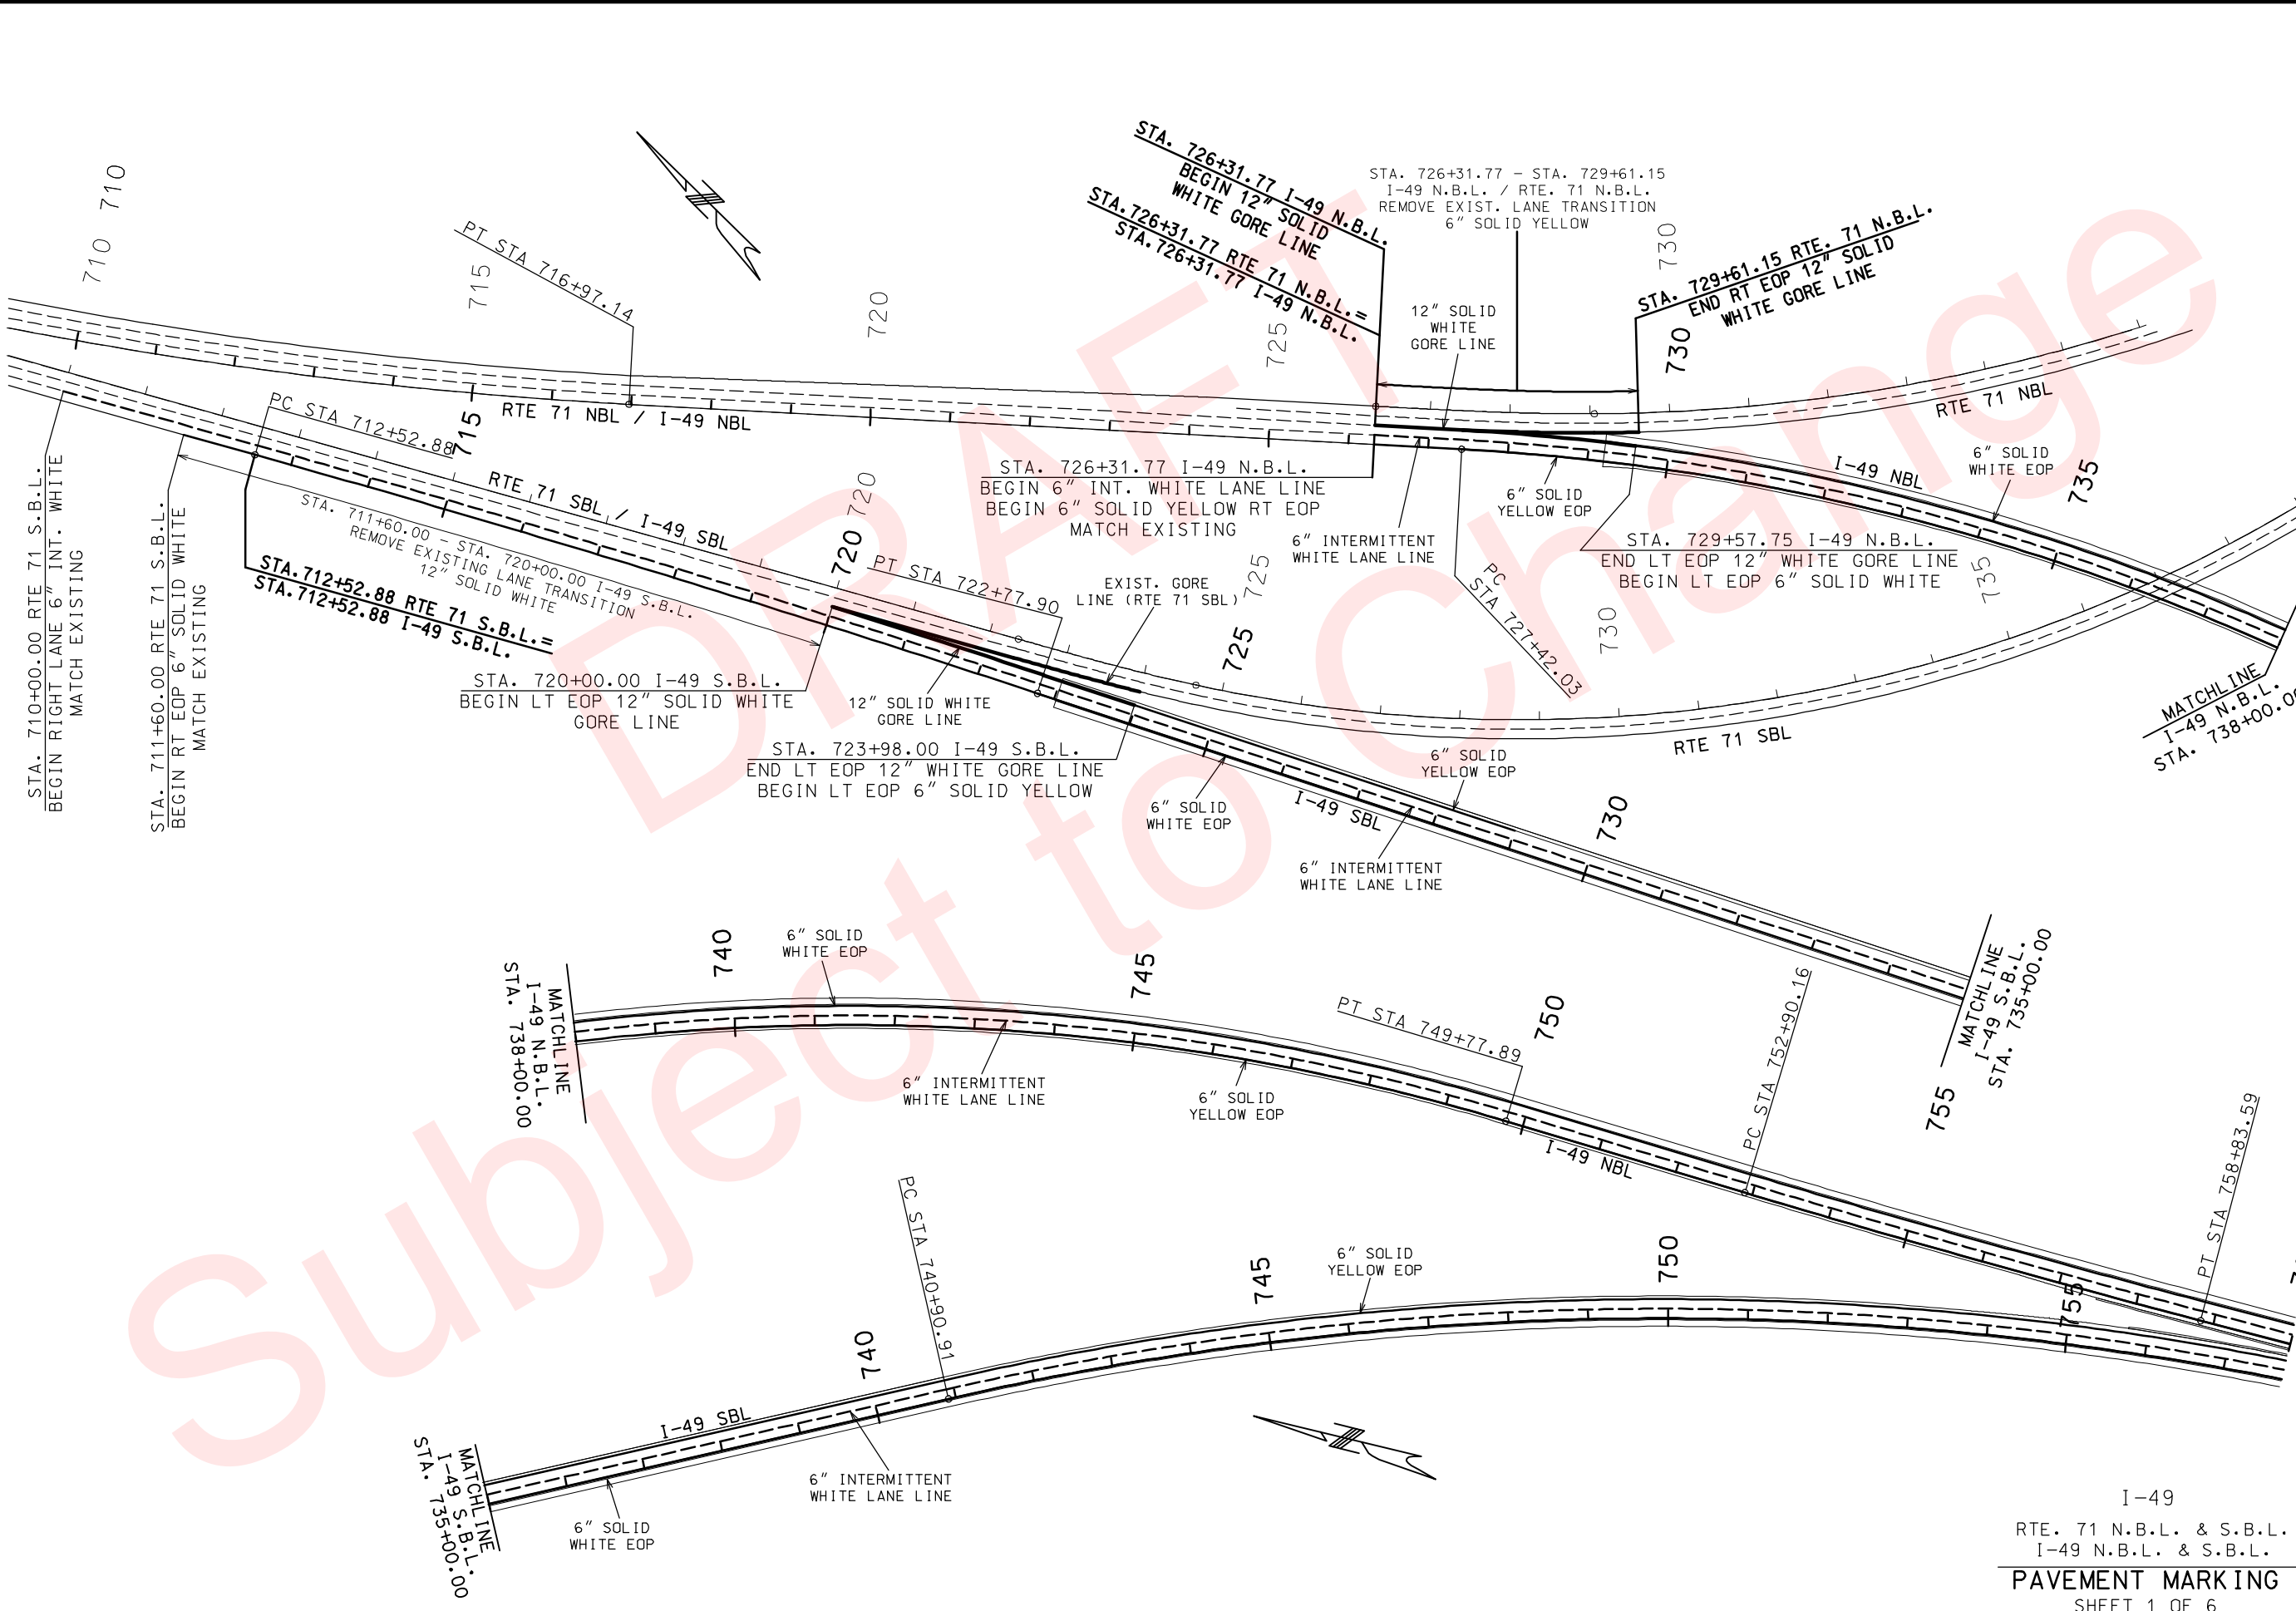 710 710
PT STA 716+97.14
715
720
725
730
STA. 726+31.77 I-49 N.B.L.
BEGIN 12" SOLID
WHITE GORE LINE
STA.726+31.77 RTE 71 N.B.L.=
STA.726+31.77 I-49 N.B.L.
STA. 726+31.77 - STA. 729+61.15
I-49 N.B.L. / RTE. 71 N.B.L.
REMOVE EXIST. LANE TRANSITION
6" SOLID YELLOW
STA. 729+61.15 RTE. 71 N.B.L.
END RT EOP 12" SOLID
WHITE GORE LINE
12" SOLID
WHITE
GORE LINE
730
RTE 71 NBL
RTE 71 NBL / I-49 NBL
PC STA 712+52.88
715
RTE 71 SBL / I-49 SBL
STA. 710+00.00 RTE 71 S.B.L.
BEGIN RIGHT LANE 6" INT. WHITE
MATCH EXISTING
STA. 711+60.00 RTE 71 S.B.L.
BEGIN RT EOP 6" SOLID WHITE
MATCH EXISTING
STA. 711+60.00 - STA. 720+00.00 I-49 S.B.L.
REMOVE EXISTING LANE TRANSITION
12" SOLID WHITE
STA.712+52.88 RTE 71 S.B.L.=
STA.712+52.88 I-49 S.B.L.
STA. 726+31.77 I-49 N.B.L.
BEGIN 6" INT. WHITE LANE LINE
BEGIN 6" SOLID YELLOW RT EOP
MATCH EXISTING
6" INTERMITTENT
WHITE LANE LINE
6" SOLID
YELLOW EOP
I-49 NBL
6" SOLID
WHITE EOP
735
STA. 729+57.75 I-49 N.B.L.
END LT EOP 12" WHITE GORE LINE
BEGIN LT EOP 6" SOLID WHITE
720 720
PT STA 722+77.90
EXIST. GORE
LINE (RTE 71 SBL)
725
725
PC
STA 727+42.03
730
735
STA. 720+00.00 I-49 S.B.L.
BEGIN LT EOP 12" SOLID WHITE
GORE LINE
12" SOLID WHITE
GORE LINE
STA. 723+98.00 I-49 S.B.L.
END LT EOP 12" WHITE GORE LINE
BEGIN LT EOP 6" SOLID YELLOW
6" SOLID
WHITE EOP
I-49 SBL
6" SOLID
YELLOW EOP
6" INTERMITTENT
WHITE LANE LINE
RTE 71 SBL
730
MATCHLINE
I-49 N.B.L.
STA. 738+00.00
MATCHLINE
I-49 S.B.L.
STA. 735+00.00
MATCHLINE
I-49 N.B.L.
STA. 738+00.00
740
6" SOLID
WHITE EOP
745
6" INTERMITTENT
WHITE LANE LINE
6" SOLID
YELLOW EOP
PT STA 749+77.89
750
I-49 NBL
PC STA 752+90.16
755
PT STA 758+83.59
MATCHLINE
I-49 S.B.L.
STA. 735+00.00
I-49 SBL
6" SOLID
WHITE EOP
740
PC STA 740+90.91
6" INTERMITTENT
WHITE LANE LINE
745
6" SOLID
YELLOW EOP
750
755
DRAFT
Subject to Change
I-49
RTE. 71 N.B.L. & S.B.L.
I-49 N.B.L. & S.B.L.
PAVEMENT MARKING
SHEET 1 OF 6